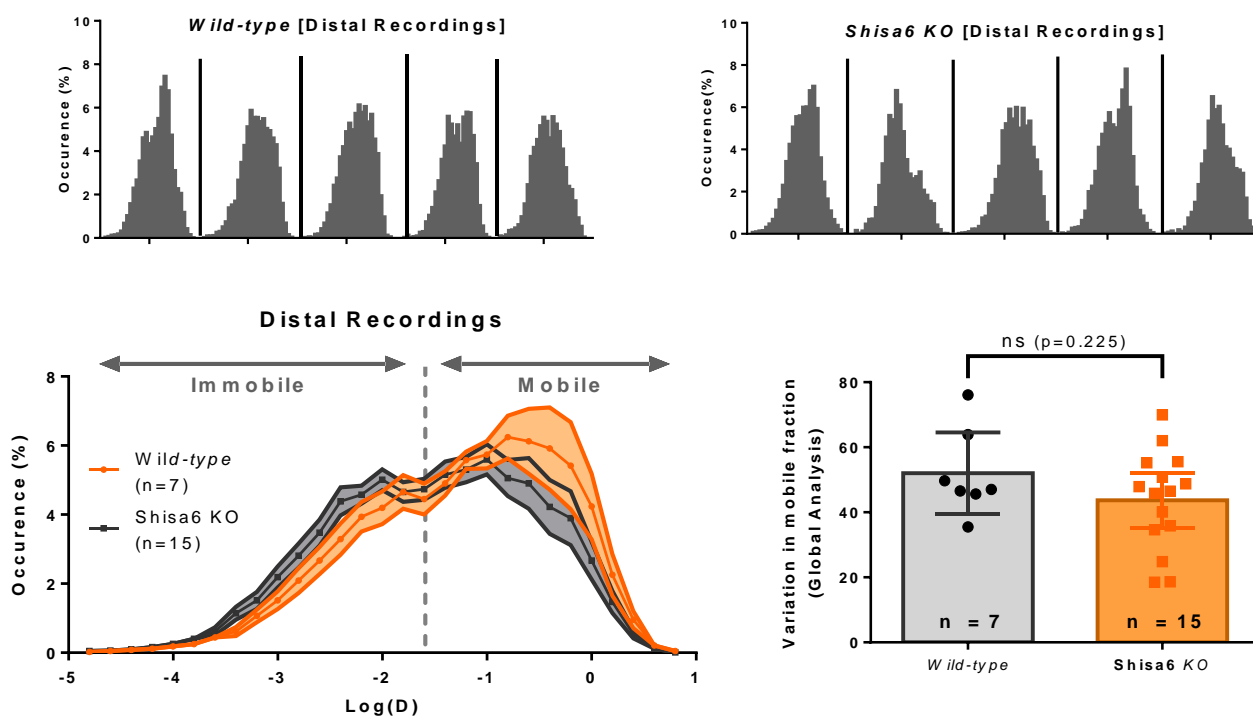 Wild-type [Distal Recordings]
Occurence (%)
10
8
6
4
2
0
Shisa6 KO [Distal Recordings]
Occurence(%)
10
8
6
4
2
0
Distal Recordings
Immobile
Mobile
Occurence (%)
8
6
4
2
0
Wild-type
(n=7)
Shisa6 KO
(n=15)
-5
-4
-3
-2
-1
0
1
Log(D)
ns (p=0.225)
Variation in mobile fraction
(Global Analysis)
80
60
40
20
0
n = 7
n = 15
Wild-type
Shisa6 KO